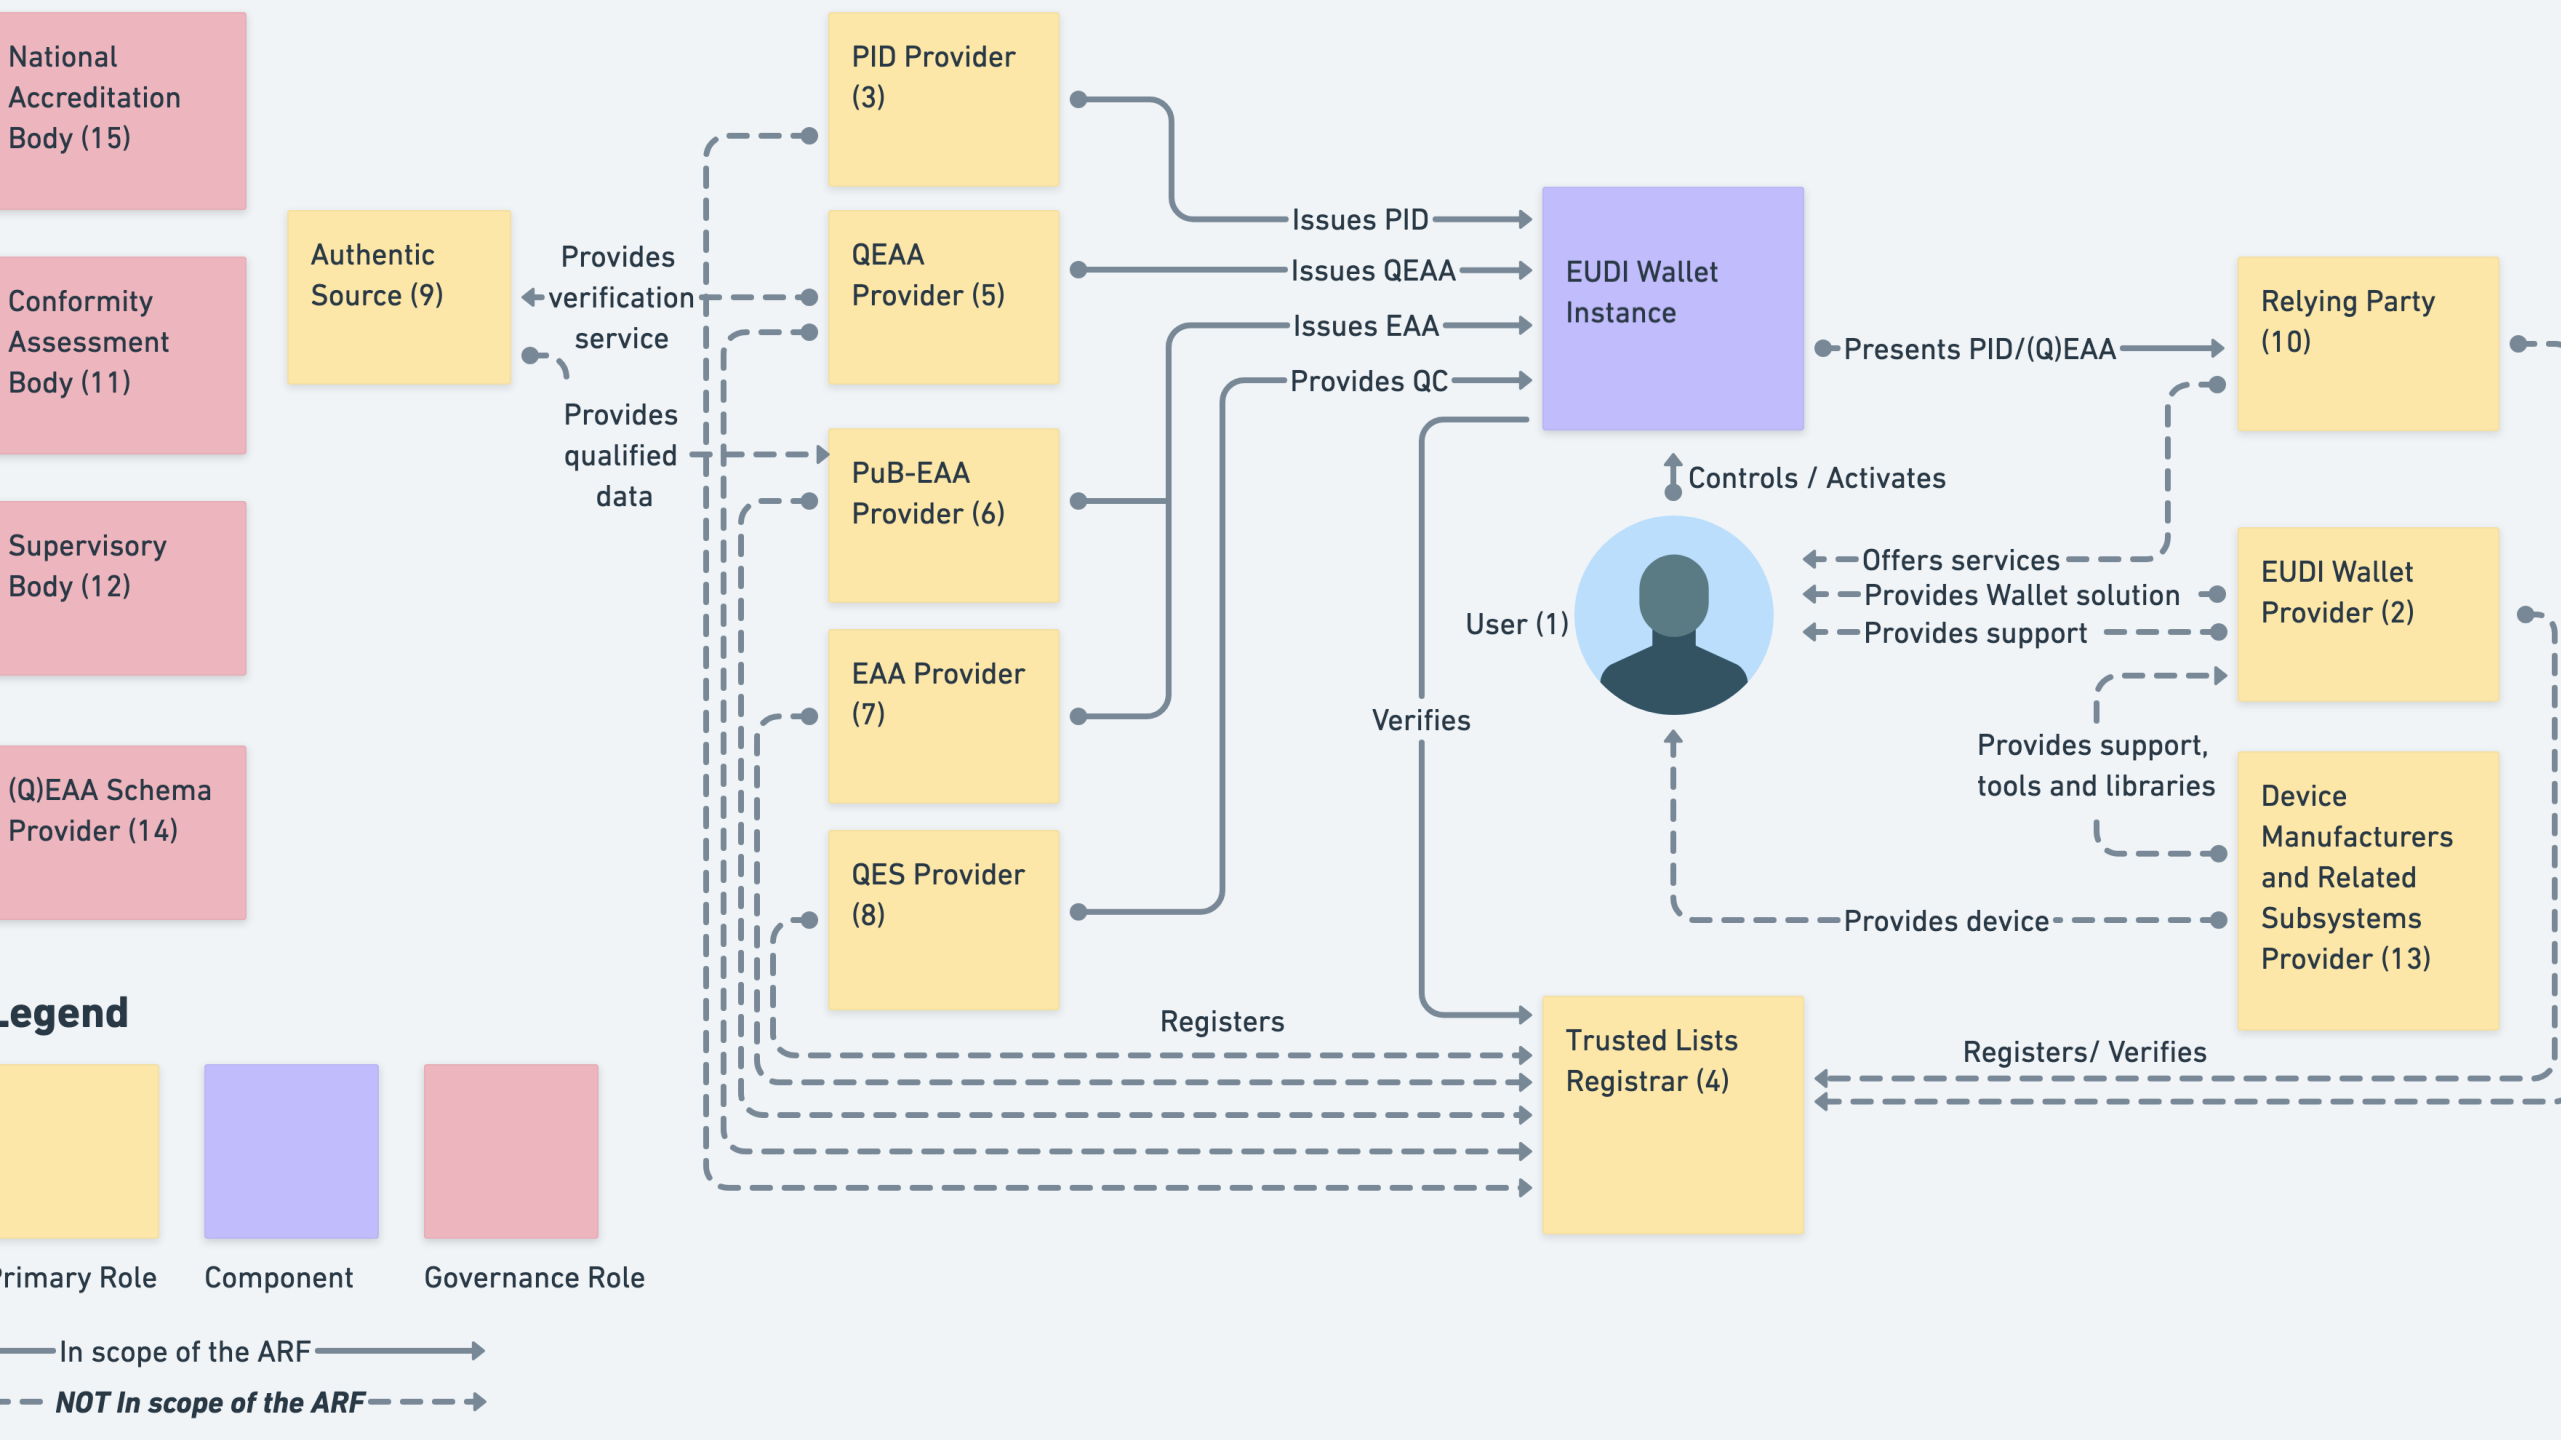 National
Accreditation
Body (15)
Conformity
Assessment
Body (11)
Supervisory
Body (12)
(Q)EAA Schema
Provider (14)
Authentic
Source (9)
Provides
verification
service
Provides
qualified
data
PID Provider
(3)
QEAA
Provider (5)
PuB-EAA
Provider (6)
EAA Provider
(7)
QES Provider
(8)
Issues PID
Issues QEAA
Issues EAA
Provides QC
Verifies
Registers
EUDI Wallet
Instance
Controls / Activates
User (1)
Presents PID/(Q)EAA
Offers services
Provides Wallet solution
Provides support
Provides support,
tools and libraries
Provides device
Registers/ Verifies
Trusted Lists
Registrar (4)
Relying Party
(10)
EUDI Wallet
Provider (2)
Device
Manufacturers
and Related
Subsystems
Provider (13)
Legend
Primary Role
Component
Governance Role
In scope of the ARF
NOT In scope of the ARF